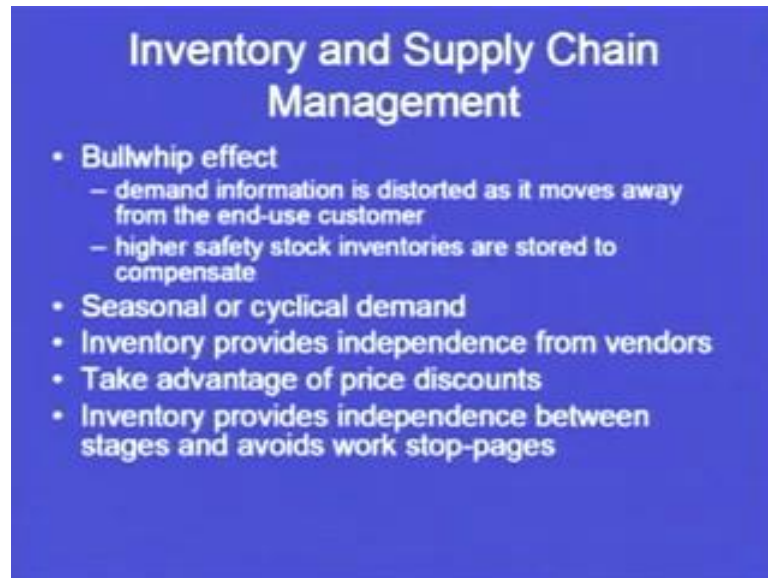 Inventory and Supply Chain
Management
• Bullwhip effect
– demand information is distorted as it moves away
from the end-use customer
– higher safety stock inventories are stored to
compensate
• Seasonal or cyclical demand
• Inventory provides independence from vendors
• Take advantage of price discounts
• Inventory provides independence between
stages and avoids work stop-pages